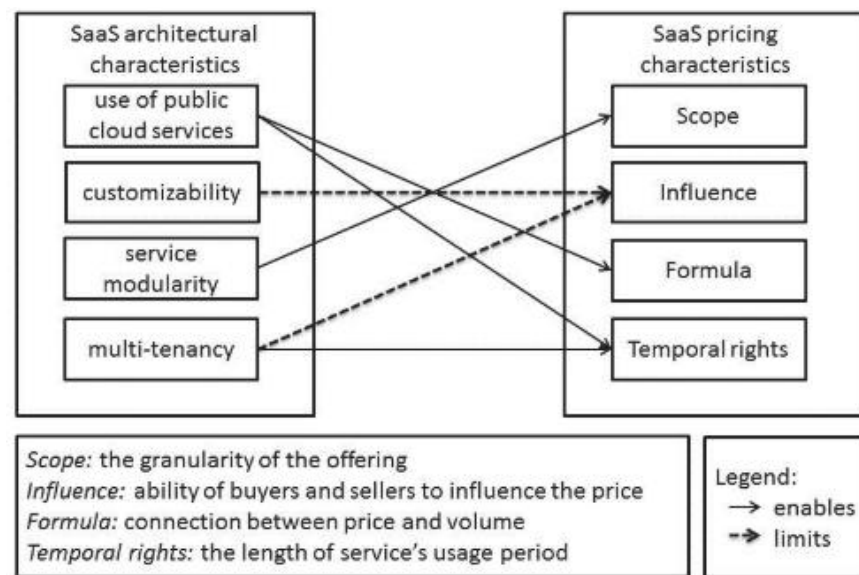 SaaS architectural
characteristics
use of public
cloud services
customizability
service
modularity
multi-tenancy
SaaS pricing
characteristics
Scope
Influence
Formula
Temporal rights
Scope: the granularity of the offering
Influence: ability of buyers and sellers to influence the price
Formula: connection between price and volume
Temporal rights: the length of service's usage period
Legend:
enables
limits